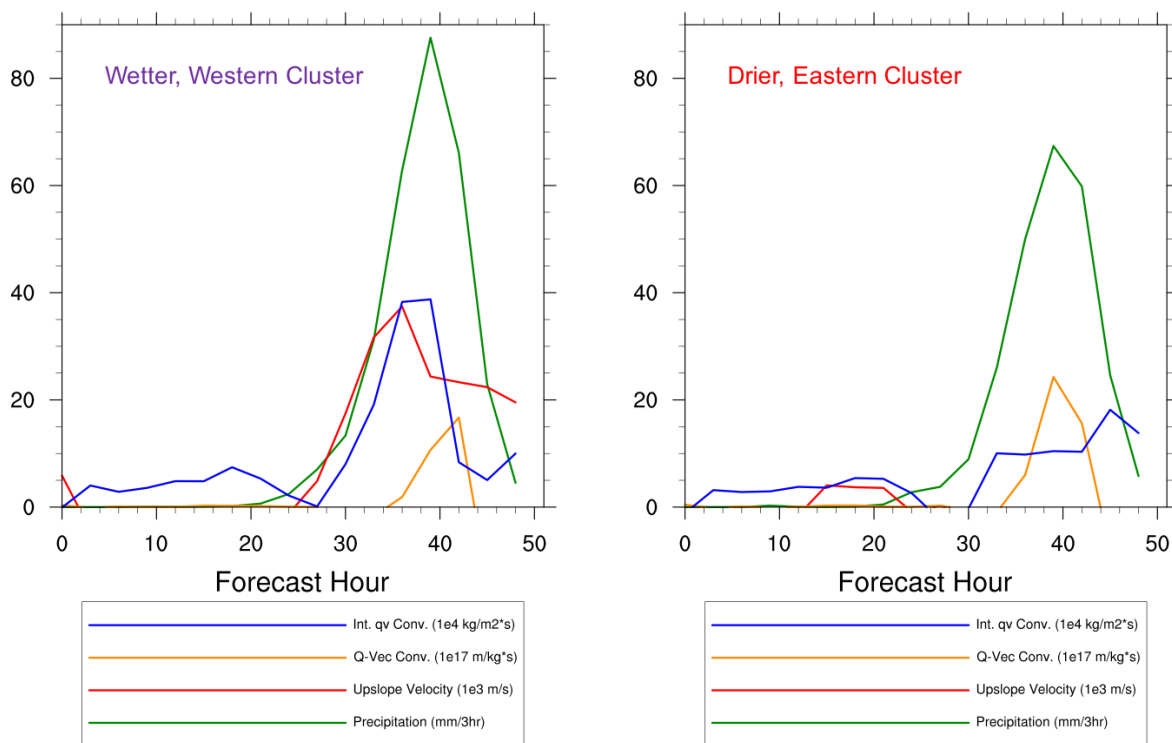 Wetter, Western Cluster
80
60
40
20
0
0 10 20 30 40 50
Forecast Hour
Int. qv Conv. (1e4 kg/m2*s)
Q-Vec Conv. (1e17 m/kg*s)
Upslope Velocity (1e3 m/s)
Precipitation (mm/3hr)
Drier, Eastern Cluster
80
60
40
20
0
0 10 20 30 40 50
Forecast Hour
Int. qv Conv. (1e4 kg/m2*s)
Q-Vec Conv. (1e17 m/kg*s)
Upslope Velocity (1e3 m/s)
Precipitation (mm/3hr)